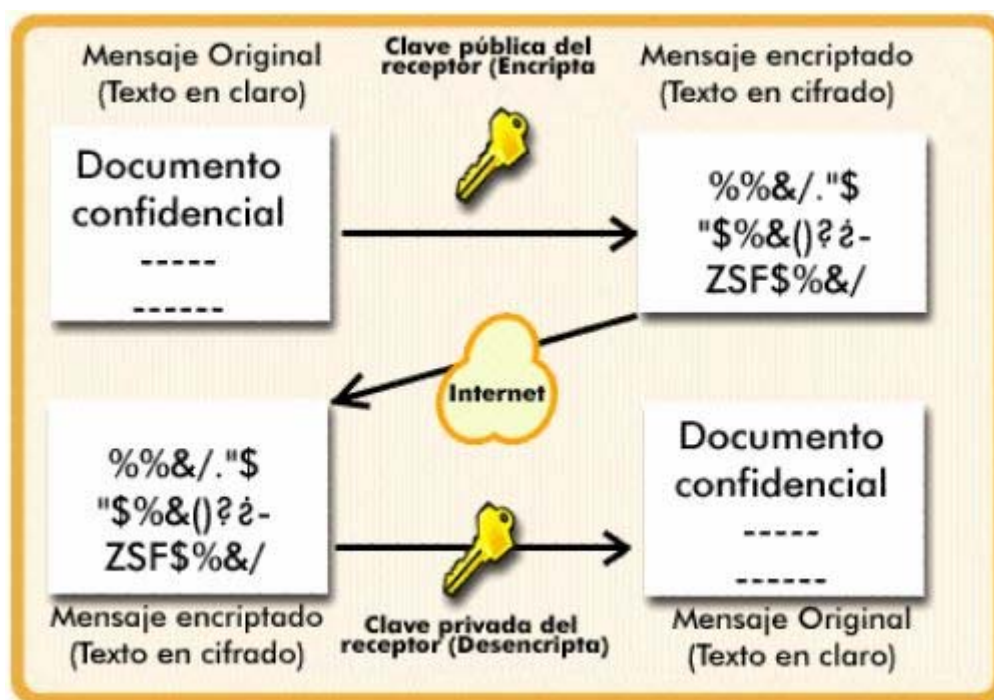 Mensaje Original
(Texto en claro)
Clave pública del
receptor (Encripta
Mensaje encriptado
(Texto en cifrado)
Documento
confidencial
-----
------
%%&/."$
"$%&()?¿-
ZSF$%&/
Internet
%%&/."$
"$%&()?¿-
ZSF$%&/
Documento
confidencial
-----
------
Mensaje encriptado
(Texto en cifrado)
Clave privada del
receptor (Desencripta)
Mensaje Original
(Texto en claro)